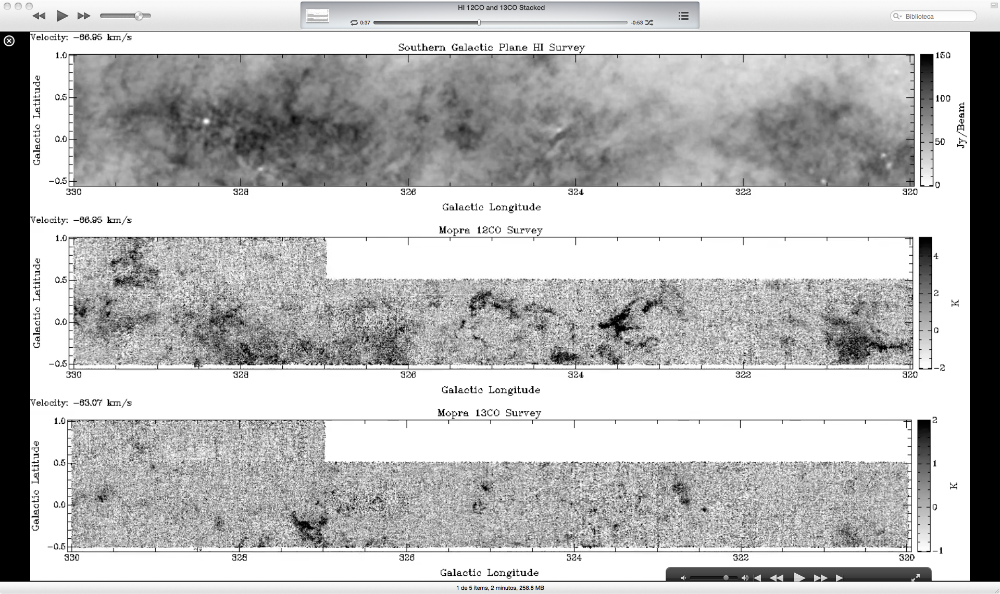 HI 12CO and 13CO Stacked
0:37
-0:53
Biblioteca
Velocity: -66.95 km/s
Southern Galactic Plane HI Survey
1.0
0.5
0.0
-0.5
Galactic Latitude
330 328 326 324 322 320
Galactic Longitude
150
100
50
0
Jy/Beam
Velocity: -66.95 km/s
Mopra 12CO Survey
1.0
0.5
0.0
-0.5
Galactic Latitude
330 328 326 324 322 320
Galactic Longitude
4
2
0
-2
K
Velocity: -63.07 km/s
Mopra 13CO Survey
1.0
0.5
0.0
-0.5
Galactic Latitude
330 328 326 324 322 320
Galactic Longitude
2
1
0
-1
K
1 de 5 ítems, 2 minutos, 258.8 MB